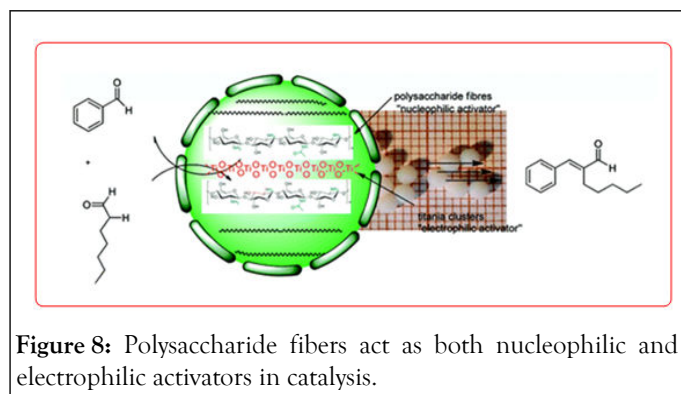 polysaccharide fibres
"nucleophilic activator"
O
H
H
O
H
O
H
titania clusters
"electrophilic activator"
Figure 8: Polysaccharide fibers act as both nucleophilic and
electrophilic activators in catalysis.